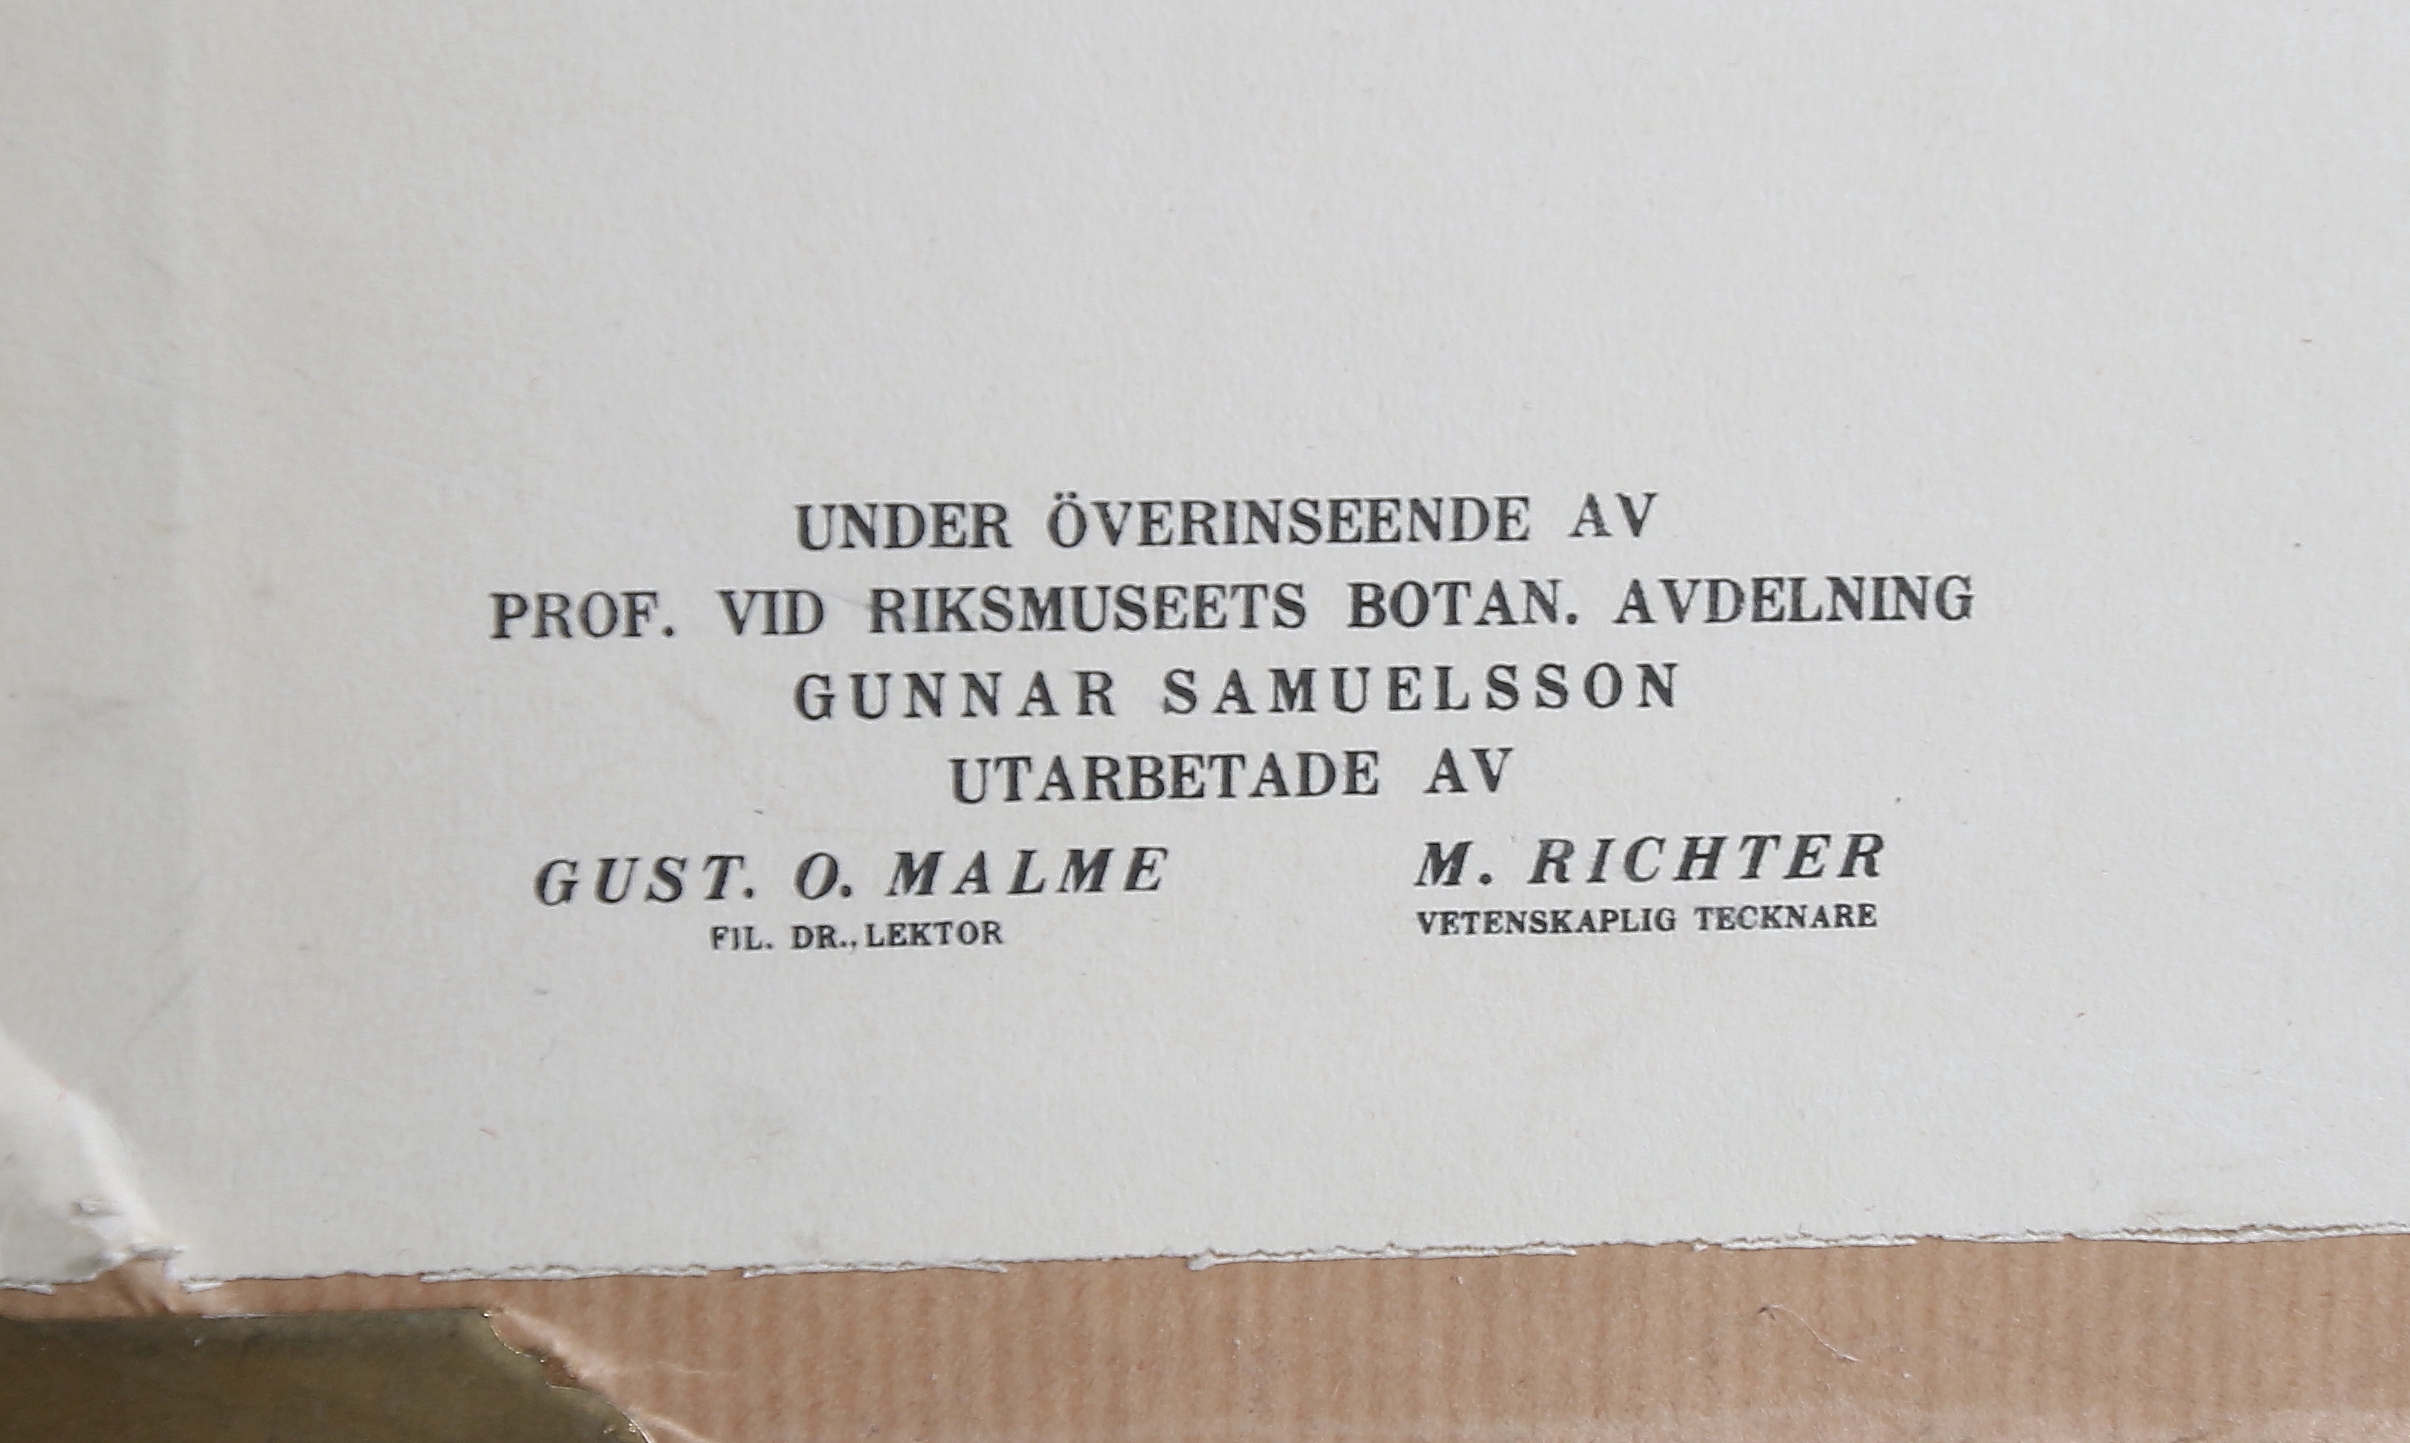 UNDER ÖVERINSEENDE AV
PROF. VID RIKSMUSEETS BOTAN. AVDELNING
GUNNAR SAMUELSSON
UTARBETADE AV
GUST. O. MALME M. RICHTER
FIL. DR., LEKTOR VETENSKAPLIG TECKNARE